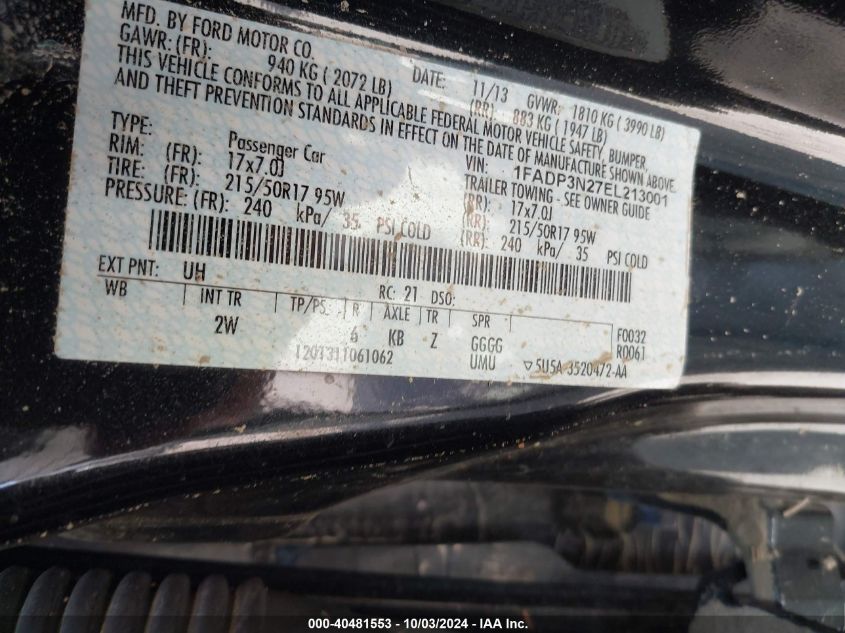 MFD. BY FORD MOTOR CO.
DATE: 11/13 GVWR: 1810 KG ( 3990 LB)
GAWR: (FR): 940 KG ( 2072 LB) (RR): 883 KG ( 1947 LB)
THIS VEHICLE CONFORMS TO ALL APPLICABLE FEDERAL MOTOR VEHICLE SAFETY, BUMPER,
AND THEFT PREVENTION STANDARDS IN EFFECT ON THE DATE OF MANUFACTURE SHOWN ABOVE.
VIN: 1FADP3N27EL213001
TYPE: Passenger Car TRAILER TOWING - SEE OWNER GUIDE
RIM: (FR): 17x7.0J (RR): 17x7.0J
TIRE: (FR): 215/50R17 95W (RR): 215/50R17 95W
PRESSURE: (FR): 240 kPa/ 35 PSI COLD (RR): 240 kPa/ 35 PSI COLD
EXT PNT: UH RC: 21 DSO:
WB INT TR TP/PS R AXLE TR SPR F0032
2W 6 KB Z GGGG R0061
UMU
▽ 5U5A 3520472-AA
000-40481553 - 10/03/2024 - IAA Inc.